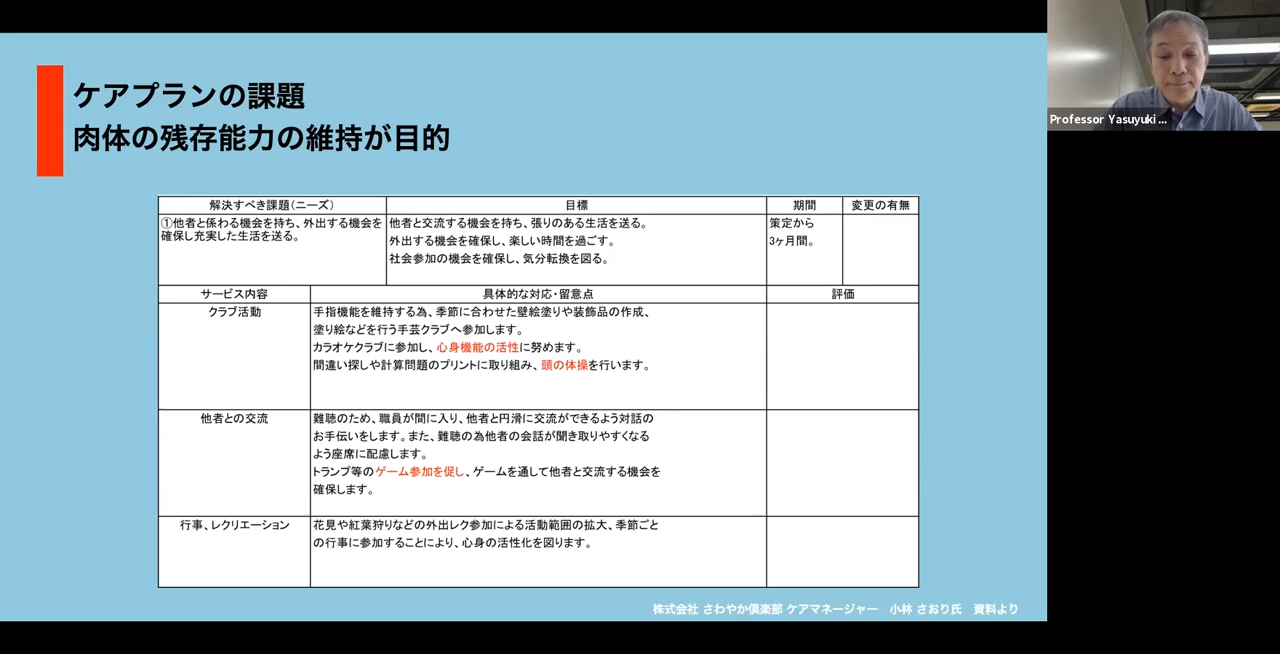 ケアプランの課題
肉体の残存能力の維持が目的
解決すべき課題(ニーズ)
目標
期間
変更の有無
①他者と係わる機会を持ち、外出する機会を
確保し充実した生活を送る。
他者と交流する機会を持ち、張りのある生活を送る。
外出する機会を確保し、楽しい時間を過ごす。
社会参加の機会を確保し、気分転換を図る。
策定から
3ヶ月間。
サービス内容
具体的な対応・留意点
評価
クラブ活動
手指機能を維持する為、季節に合わせた壁絵塗りや装飾品の作成、
塗り絵などを行う手芸クラブへ参加します。
カラオケクラブに参加し、心身機能の活性に努めます。
間違い探しや計算問題のプリントに取り組み、頭の体操を行います。
他者との交流
難聴のため、職員が間に入り、他者と円滑に交流ができるよう対話の
お手伝いをします。また、難聴の為他者の会話が聞き取りやすくなる
よう座席に配慮します。
トランプ等のゲーム参加を促し、ゲームを通して他者と交流する機会を
確保します。
行事、レクリエーション
花見や紅葉狩りなどの外出レク参加による活動範囲の拡大、季節ごと
の行事に参加することにより、心身の活性化を図ります。
株式会社 さわやか倶楽部 ケアマネージャー 小林 さおり氏 資料より
Professor Yasuyuki ...